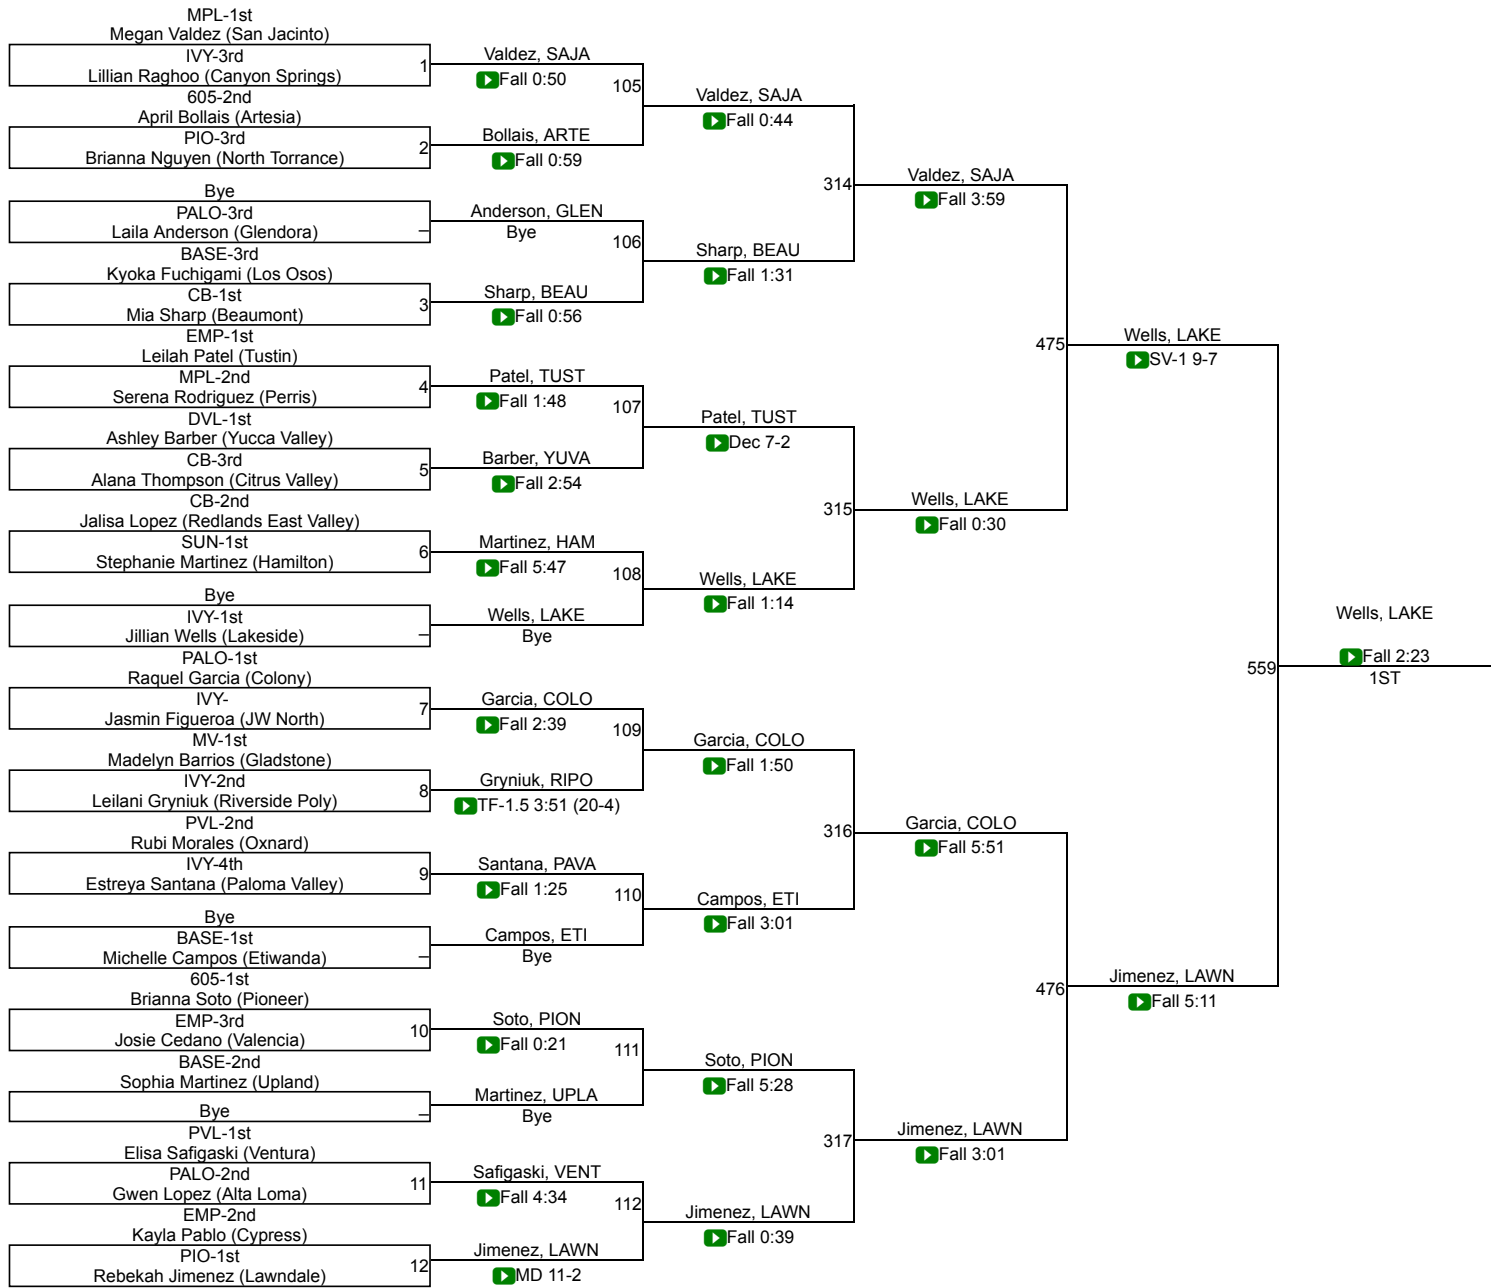 MPL-1st
Megan Valdez (San Jacinto)
IVY-3rd
Lillian Raghoo (Canyon Springs)
1
605-2nd
April Bollais (Artesia)
PIO-3rd
Brianna Nguyen (North Torrance)
2
Bye
PALO-3rd
Laila Anderson (Glendora)
–
BASE-3rd
Kyoka Fuchigami (Los Osos)
CB-1st
Mia Sharp (Beaumont)
3
EMP-1st
Leilah Patel (Tustin)
MPL-2nd
Serena Rodriguez (Perris)
4
DVL-1st
Ashley Barber (Yucca Valley)
CB-3rd
Alana Thompson (Citrus Valley)
5
CB-2nd
Jalisa Lopez (Redlands East Valley)
SUN-1st
Stephanie Martinez (Hamilton)
6
Bye
IVY-1st
Jillian Wells (Lakeside)
–
PALO-1st
Raquel Garcia (Colony)
IVY-
Jasmin Figueroa (JW North)
7
MV-1st
Madelyn Barrios (Gladstone)
IVY-2nd
Leilani Gryniuk (Riverside Poly)
8
PVL-2nd
Rubi Morales (Oxnard)
IVY-4th
Estreya Santana (Paloma Valley)
9
Bye
BASE-1st
Michelle Campos (Etiwanda)
–
605-1st
Brianna Soto (Pioneer)
EMP-3rd
Josie Cedano (Valencia)
10
BASE-2nd
Sophia Martinez (Upland)
Bye
–
PVL-1st
Elisa Safigaski (Ventura)
PALO-2nd
Gwen Lopez (Alta Loma)
11
EMP-2nd
Kayla Pablo (Cypress)
PIO-1st
Rebekah Jimenez (Lawndale)
12
Valdez, SAJA
Fall 0:50
105
Bollais, ARTE
Fall 0:59
Anderson, GLEN
Bye
106
Sharp, BEAU
Fall 0:56
Patel, TUST
Fall 1:48
107
Barber, YUVA
Fall 2:54
Martinez, HAM
Fall 5:47
108
Wells, LAKE
Bye
Garcia, COLO
Fall 2:39
109
Gryniuk, RIPO
TF-1.5 3:51 (20-4)
Santana, PAVA
Fall 1:25
110
Campos, ETI
Bye
Soto, PION
Fall 0:21
111
Martinez, UPLA
Bye
Safigaski, VENT
Fall 4:34
112
Jimenez, LAWN
MD 11-2
Valdez, SAJA
Fall 0:44
314
Sharp, BEAU
Fall 1:31
Patel, TUST
Dec 7-2
315
Wells, LAKE
Fall 1:14
Garcia, COLO
Fall 1:50
316
Campos, ETI
Fall 3:01
Soto, PION
Fall 5:28
317
Jimenez, LAWN
Fall 0:39
Valdez, SAJA
Fall 3:59
475
Wells, LAKE
Fall 0:30
Garcia, COLO
Fall 5:51
476
Jimenez, LAWN
Fall 3:01
Wells, LAKE
SV-1 9-7
559
Jimenez, LAWN
Fall 5:11
Wells, LAKE
Fall 2:23
1ST